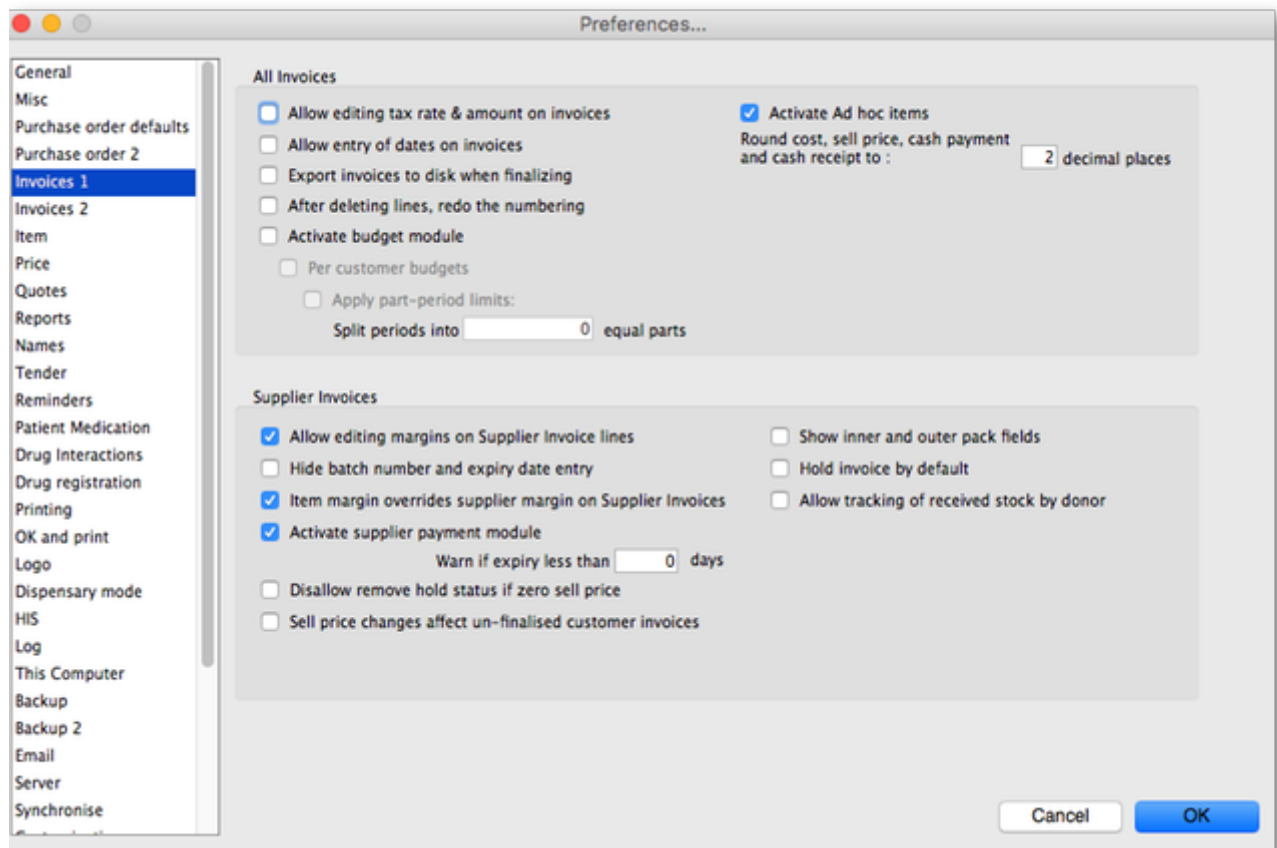 Preferences...
General
Misc
Purchase order defaults
Purchase order 2
Invoices 1
Invoices 2
Item
Price
Quotes
Reports
Names
Tender
Reminders
Patient Medication
Drug Interactions
Drug registration
Printing
OK and print
Logo
Dispensary mode
HIS
Log
This Computer
Backup
Backup 2
Email
Server
Synchronise
All Invoices
Allow editing tax rate & amount on invoices
Allow entry of dates on invoices
Export invoices to disk when finalizing
After deleting lines, redo the numbering
Activate budget module
Per customer budgets
Apply part-period limits:
Split periods into 0 equal parts
Activate Ad hoc items
Round cost, sell price, cash payment
and cash receipt to : 2 decimal places
Supplier Invoices
Allow editing margins on Supplier Invoice lines
Hide batch number and expiry date entry
Item margin overrides supplier margin on Supplier Invoices
Activate supplier payment module
Warn if expiry less than 0 days
Disallow remove hold status if zero sell price
Sell price changes affect un-finalised customer invoices
Show inner and outer pack fields
Hold invoice by default
Allow tracking of received stock by donor
Cancel
OK